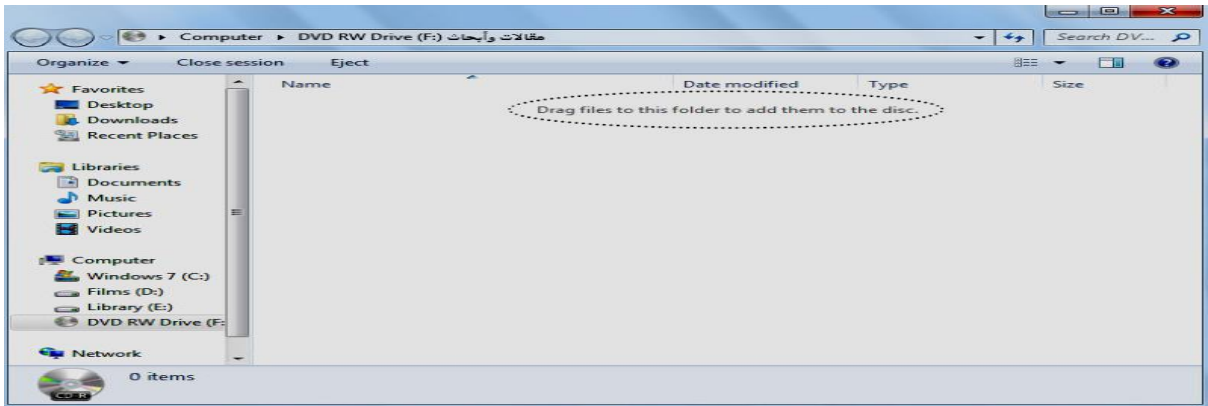 Computer ▸ DVD RW Drive (F:) مقالات وأبحاث
Search DV...
Organize Close session Eject
Name Date modified Type Size
Drag files to this folder to add them to the disc.
Favorites
Desktop
Downloads
Recent Places
Libraries
Documents
Music
Pictures
Videos
Computer
Windows 7 (C:)
Films (D:)
Library (E:)
DVD RW Drive (F:
Network
0 items
CD-R